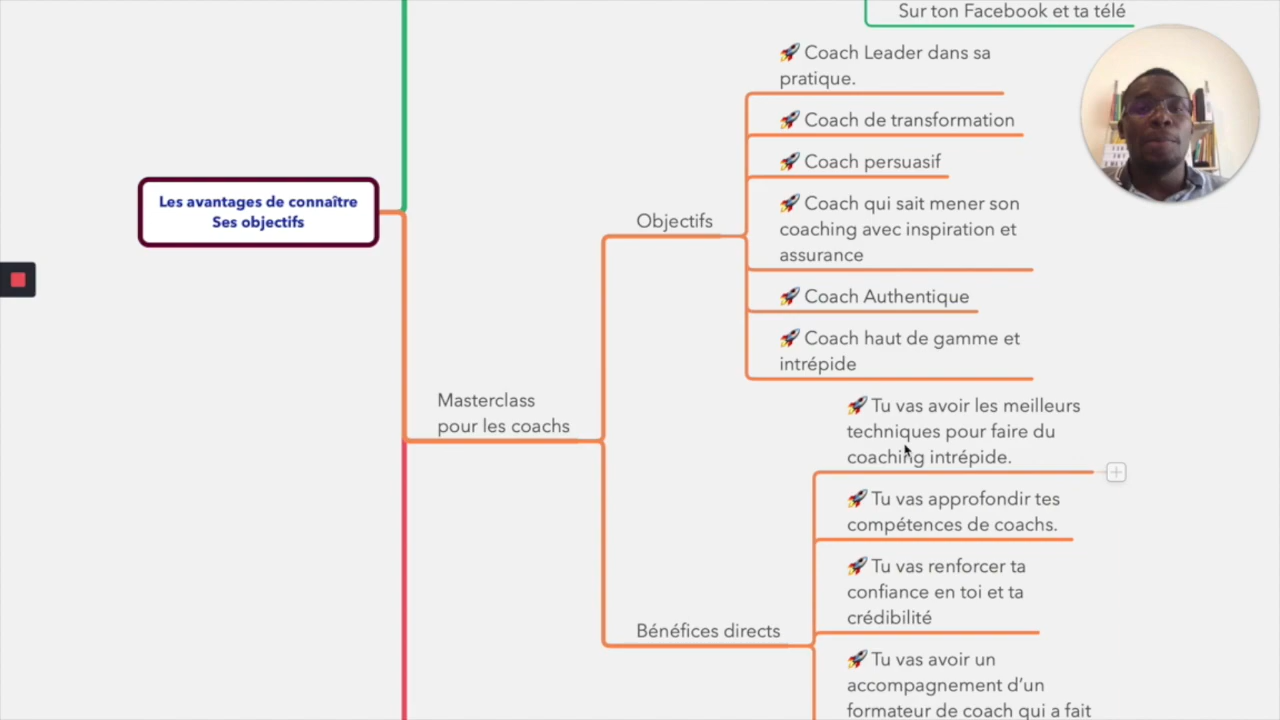 Sur ton Facebook et ta télé
🚀 Coach Leader dans sa
pratique.
🚀 Coach de transformation
🚀 Coach persuasif
🚀 Coach qui sait mener son
coaching avec inspiration et
assurance
🚀 Coach Authentique
🚀 Coach haut de gamme et
intrépide
Objectifs
Les avantages de connaître
Ses objectifs
Masterclass
pour les coachs
🚀 Tu vas avoir les meilleurs
techniques pour faire du
coaching intrépide.
🚀 Tu vas approfondir tes
compétences de coachs.
🚀 Tu vas renforcer ta
confiance en toi et ta
crédibilité
Bénéfices directs
🚀 Tu vas avoir un
accompagnement d’un
formateur de coach qui a fait